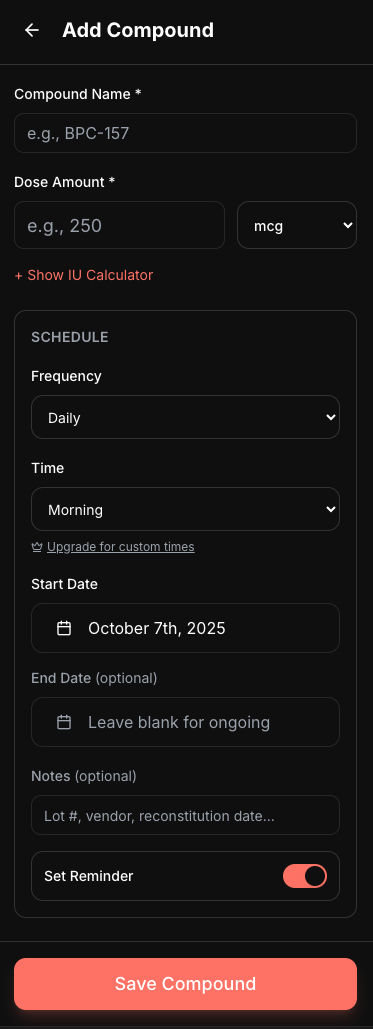 Add Compound
Compound Name *
e.g., BPC-157
Dose Amount *
e.g., 250
mcg
+ Show IU Calculator
SCHEDULE
Frequency
Daily
Time
Morning
Upgrade for custom times
Start Date
October 7th, 2025
End Date (optional)
Leave blank for ongoing
Notes (optional)
Lot #, vendor, reconstitution date...
Set Reminder
Save Compound